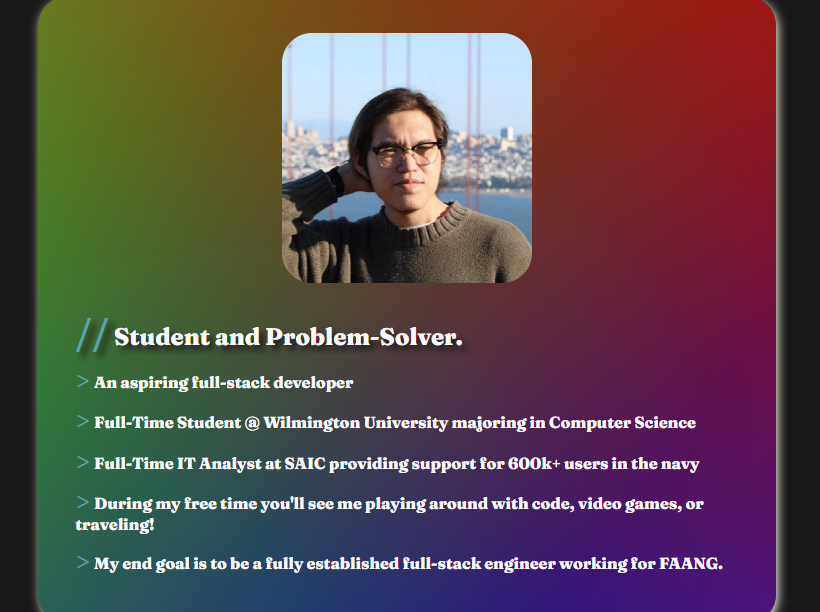 // Student and Problem-Solver.
> An aspiring full-stack developer
> Full-Time Student @ Wilmington University majoring in Computer Science
> Full-Time IT Analyst at SAIC providing support for 600k+ users in the navy
> During my free time you'll see me playing around with code, video games, or
traveling!
> My end goal is to be a fully established full-stack engineer working for FAANG.